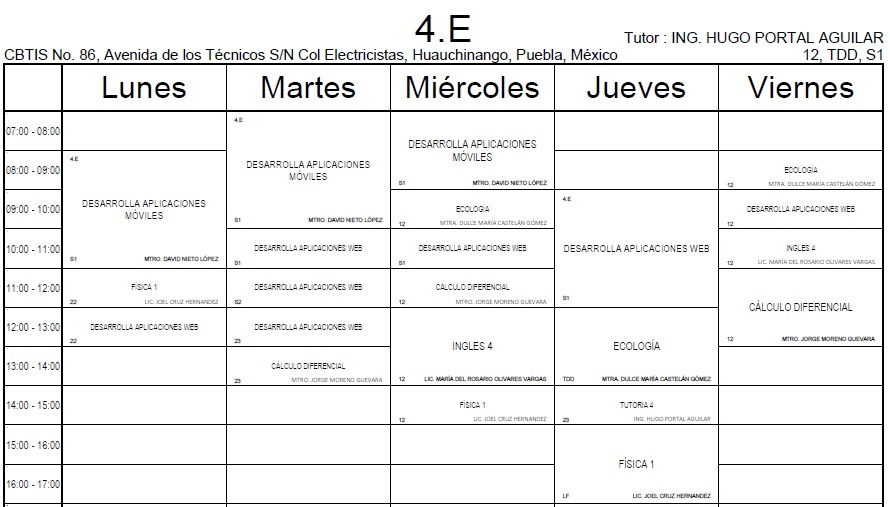 4.E
Tutor : ING. HUGO PORTAL AGUILAR
CBTIS No. 86, Avenida de los Técnicos S/N Col Electricistas, Huauchinango, Puebla, México 12, TDD, S1
Lunes Martes Miércoles Jueves Viernes
07:00 - 08:00
08:00 - 09:00
09:00 - 10:00
10:00 - 11:00
11:00 - 12:00
12:00 - 13:00
13:00 - 14:00
14:00 - 15:00
15:00 - 16:00
16:00 - 17:00
4.E
DESARROLLA APLICACIONES
MÓVILES
S1 MTRO. DAVID NIETO LÓPEZ
FÍSICA 1
22 LIC. JOEL CRUZ HERNANDEZ
DESARROLLA APLICACIONES WEB
22
4.E
DESARROLLA APLICACIONES
MÓVILES
S1 MTRO. DAVID NIETO LÓPEZ
DESARROLLA APLICACIONES WEB
S1
DESARROLLA APLICACIONES WEB
S2
DESARROLLA APLICACIONES WEB
23
CÁLCULO DIFERENCIAL
23 MTRO. JORGE MORENO GUEVARA
DESARROLLA APLICACIONES
MÓVILES
S1 MTRO. DAVID NIETO LÓPEZ
ECOLOGÍA
12 MTRA. DULCE MARÍA CASTELÁN GÓMEZ
DESARROLLA APLICACIONES WEB
S1
CÁLCULO DIFERENCIAL
12 MTRO. JORGE MORENO GUEVARA
INGLES 4
12 LIC. MARÍA DEL ROSARIO OLIVARES VARGAS
FÍSICA 1
12 LIC. JOEL CRUZ HERNANDEZ
4.E
DESARROLLA APLICACIONES WEB
S1
ECOLOGÍA
TDD MTRA. DULCE MARÍA CASTELÁN GÓMEZ
TUTORIA 4
23 ING. HUGO PORTAL AGUILAR
FÍSICA 1
LF LIC. JOEL CRUZ HERNANDEZ
ECOLOGÍA
12 MTRA. DULCE MARÍA CASTELÁN GÓMEZ
DESARROLLA APLICACIONES WEB
12
INGLES 4
12 LIC. MARÍA DEL ROSARIO OLIVARES VARGAS
CÁLCULO DIFERENCIAL
12 MTRO. JORGE MORENO GUEVARA